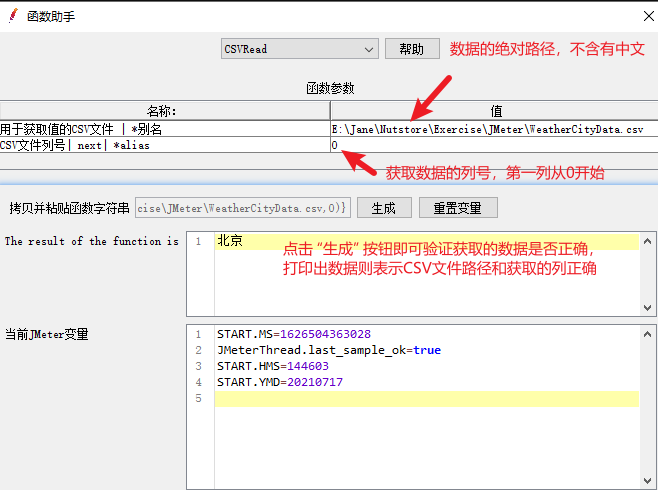 函数助手
CSVRead
帮助
数据的绝对路径，不含有中文
函数参数
名称：
值
用于获取值的CSV文件 | *别名
E:\Jane\Nutstore\Exercise\JMeter\WeatherCityData.csv
CSV文件列号| next| *alias
0
获取数据的列号，第一列从0开始
拷贝并粘贴函数字符串
cise\JMeter\WeatherCityData.csv,0)}
生成
重置变量
The result of the function is
1 北京
点击 “生成” 按钮即可验证获取的数据是否正确，
打印出数据则表示CSV文件路径和获取的列正确
当前JMeter变量
1 START.MS=1626504363028
2 JMeterThread.last_sample_ok=true
3 START.HMS=144603
4 START.YMD=20210717
5